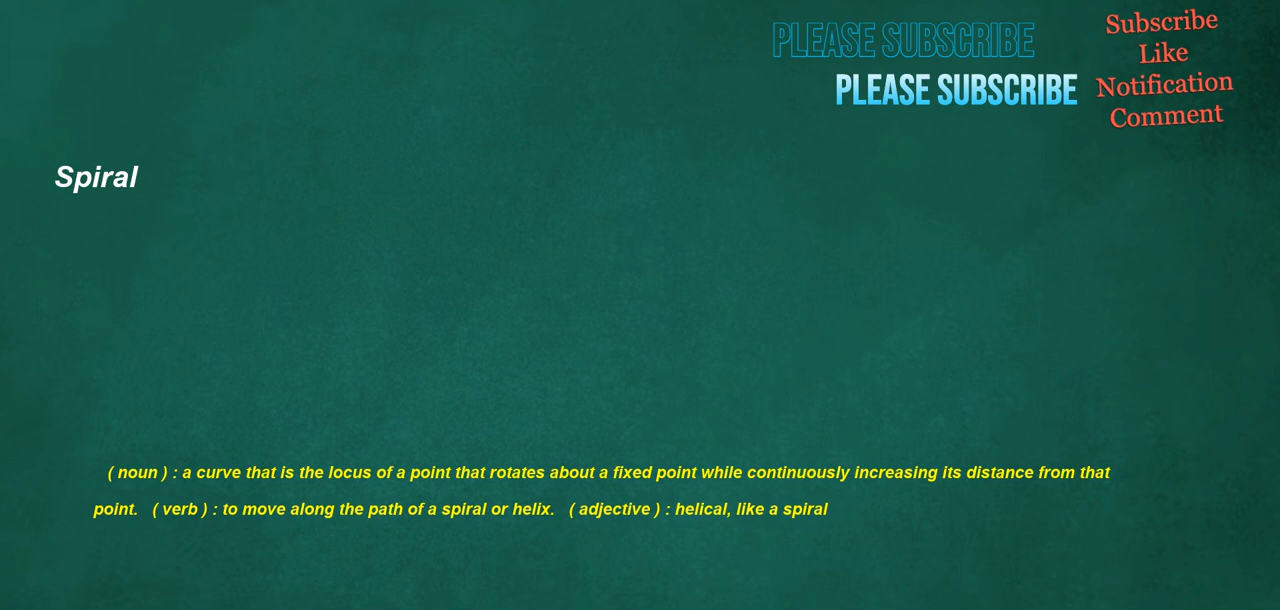 PLEASE SUBSCRIBE
PLEASE SUBSCRIBE
Subscribe
Like
Notification
Comment
Spiral
( noun ) : a curve that is the locus of a point that rotates about a fixed point while continuously increasing its distance from that
point. ( verb ) : to move along the path of a spiral or helix. ( adjective ) : helical, like a spiral